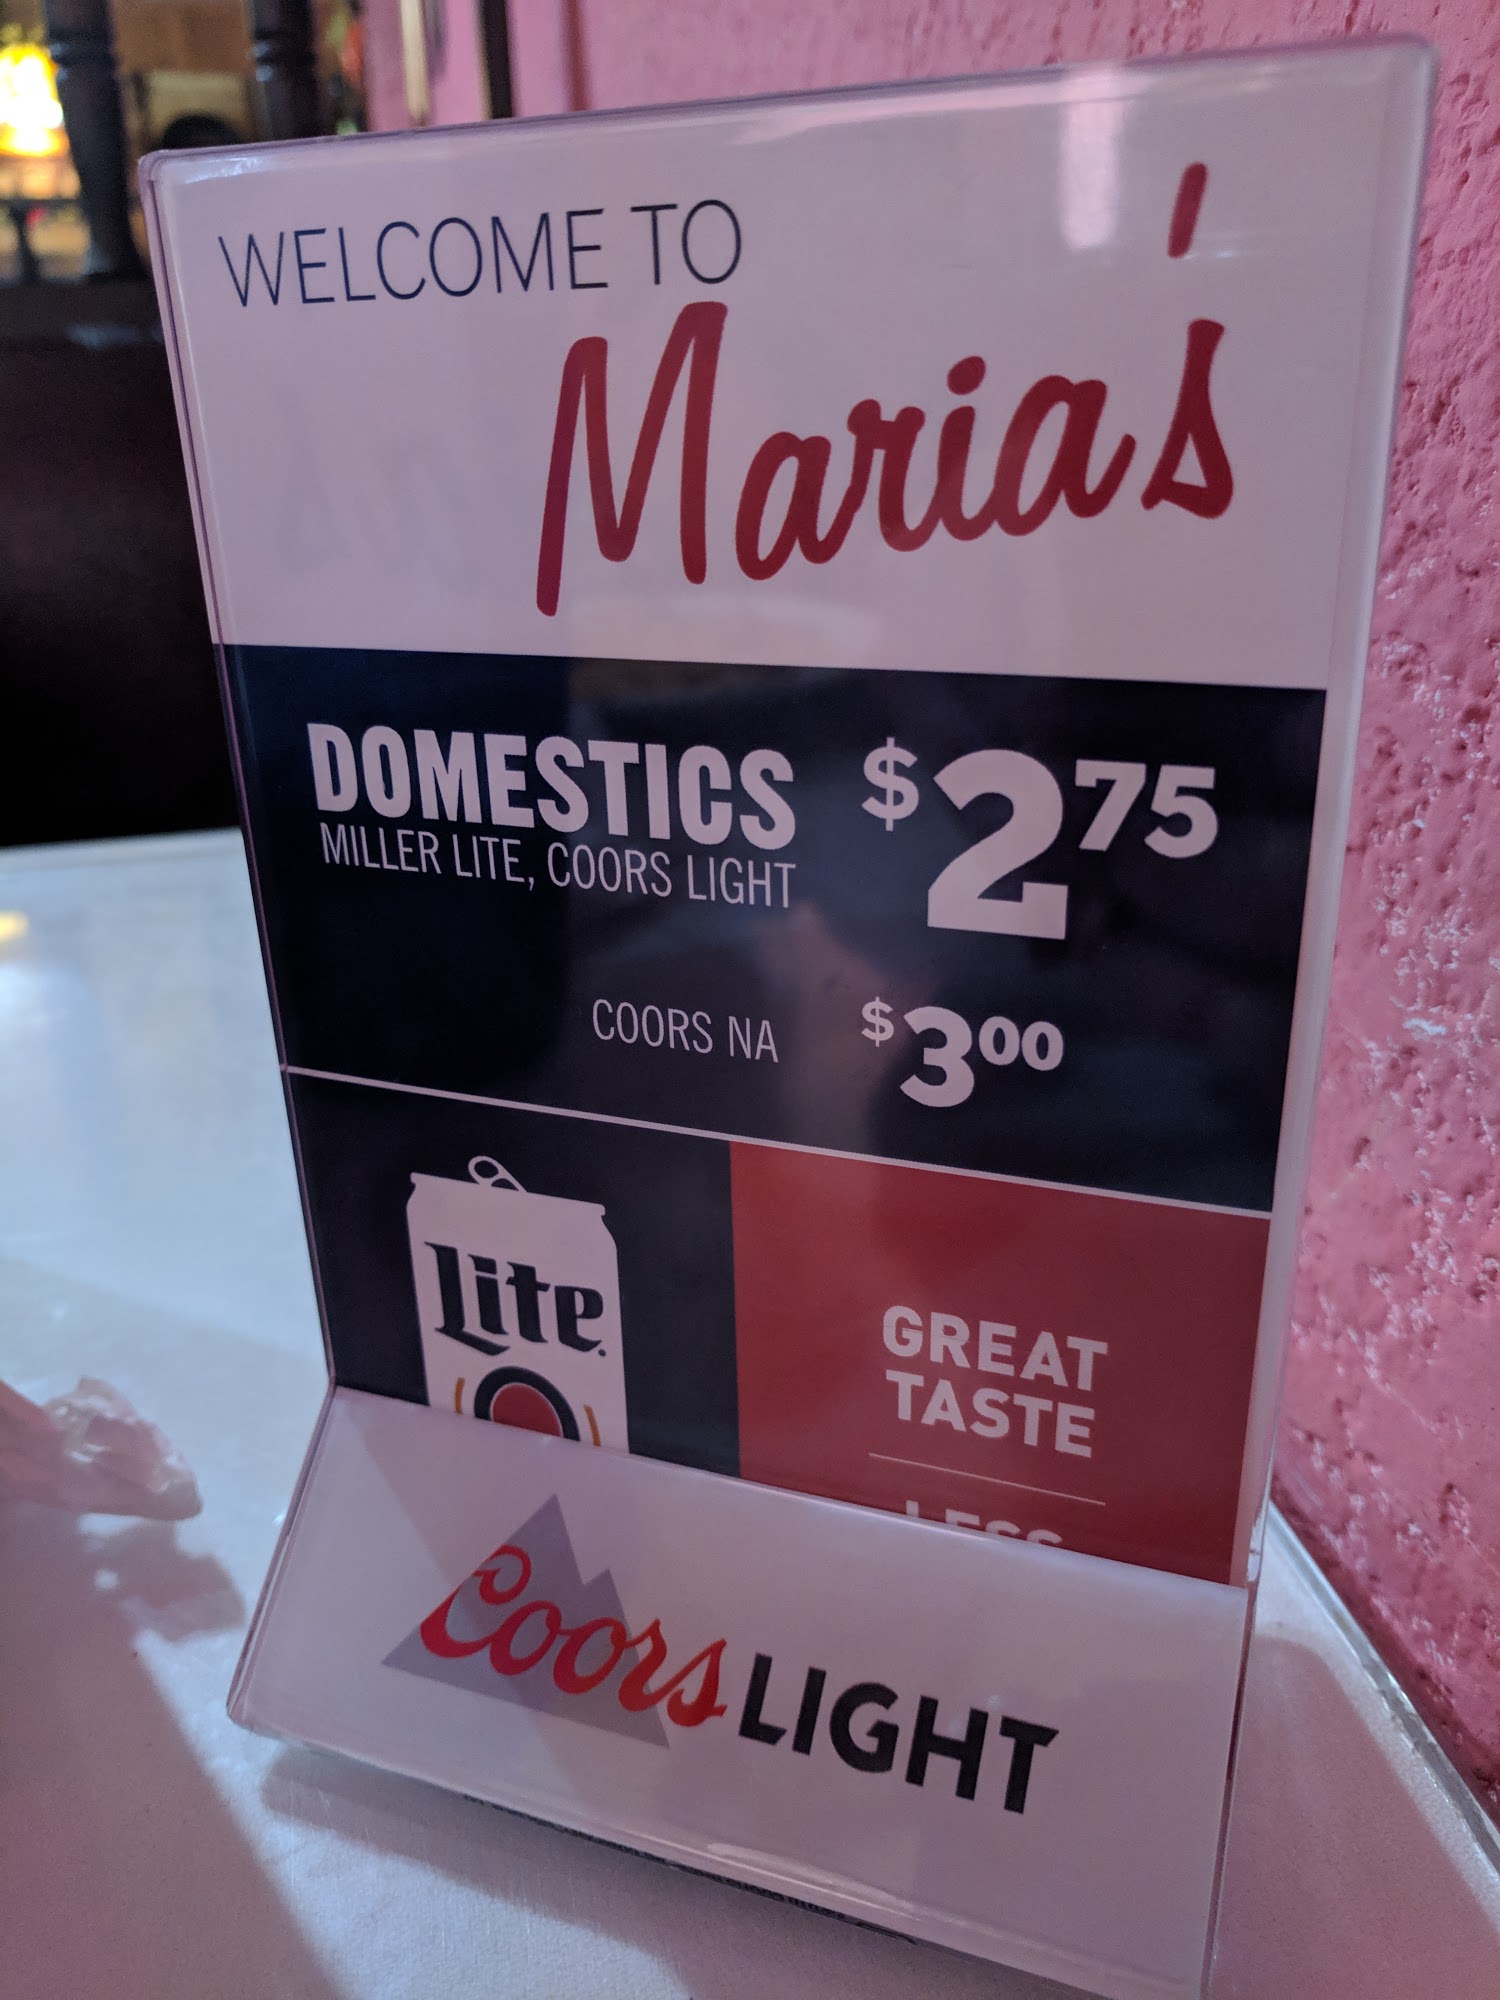 WELCOME TO
Maria's
DOMESTICS $2.75
MILLER LITE, COORS LIGHT
COORS NA $3.00
Lite
GREAT
TASTE
LESS
Coors LIGHT